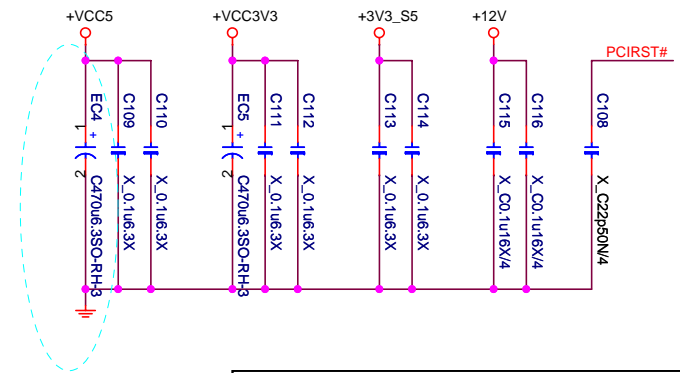 +VCC5
+VCC3V3
+3V3_S5
+12V
PCIRST#
EC4
C109
C110
EC5
C111
C112
C113
C114
C115
C116
C108
1
+
1
+
2
2
C470u6.3SO-RH-3
X_0.1u6.3X
X_0.1u6.3X
C470u6.3SO-RH-3
X_0.1u6.3X
X_0.1u6.3X
X_0.1u6.3X
X_0.1u6.3X
X_C0.1u16X/4
X_C0.1u16X/4
X_C22p50N/4